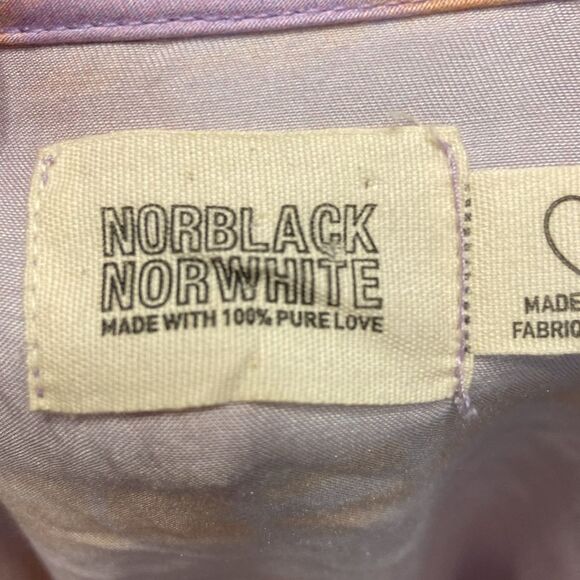 NORBLACK
NORWHITE
MADE WITH 100% PURE LOVE
MADE
FABRIC